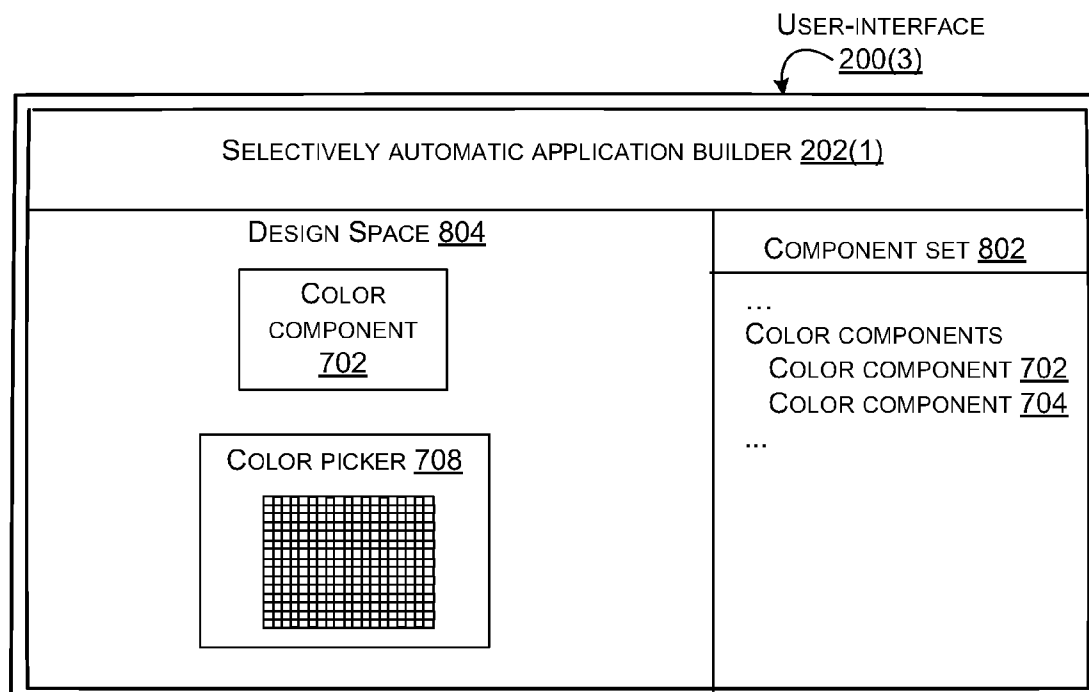 USER-INTERFACE
200(3)
SELECTIVELY AUTOMATIC APPLICATION BUILDER 202(1)
DESIGN SPACE 804
COLOR
COMPONENT
702
COLOR PICKER 708
COMPONENT SET 802
...
COLOR COMPONENTS
COLOR COMPONENT 702
COLOR COMPONENT 704
...